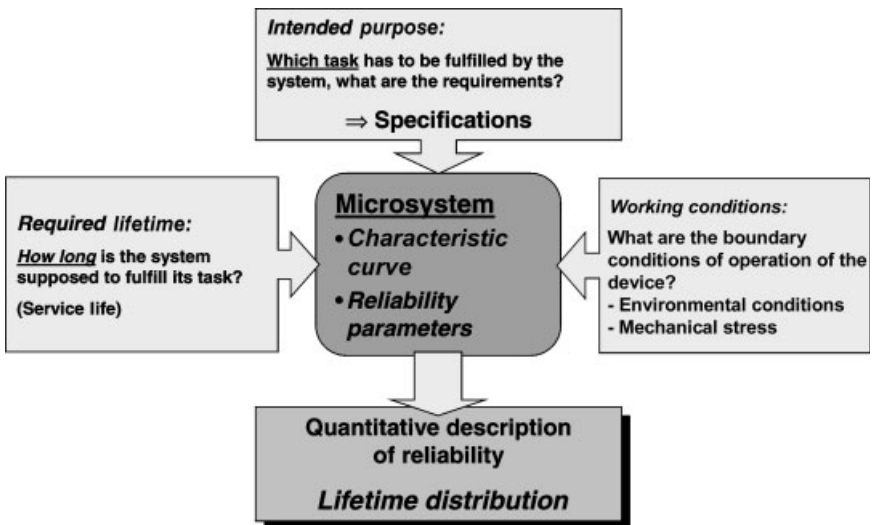 Intended purpose:
Which task has to be fulfilled by the
system, what are the requirements?
⇒ Specifications
Required lifetime:
How long is the system
supposed to fulfill its task?
(Service life)
Microsystem
• Characteristic
curve
• Reliability
parameters
Working conditions:
What are the boundary
conditions of operation of the
device?
- Environmental conditions
- Mechanical stress
Quantitative description
of reliability
Lifetime distribution